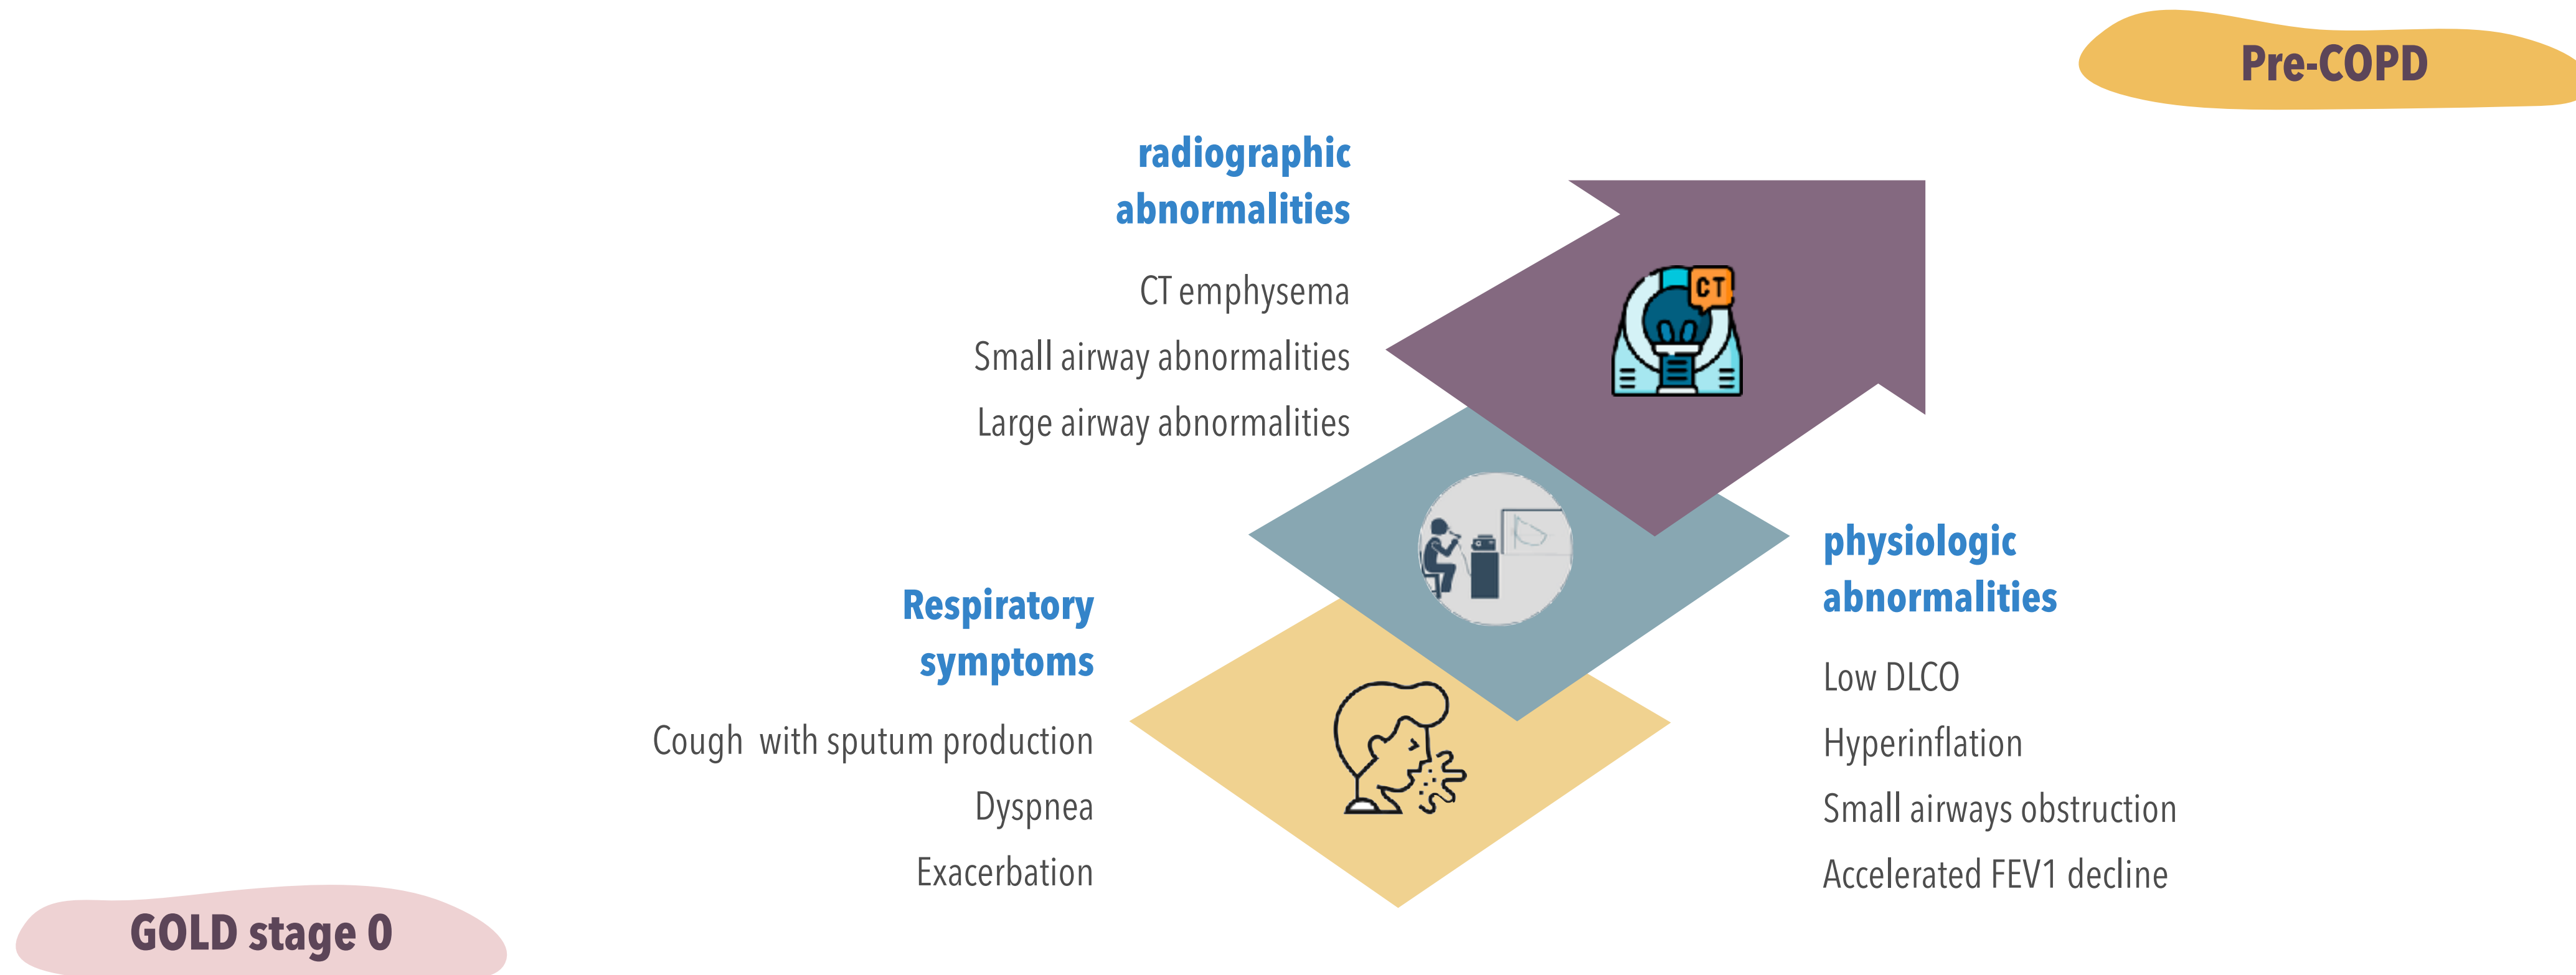 Pre-COPD
radiographic
abnormalities
CT emphysema
Small airway abnormalities
Large airway abnormalities
CT
physiologic
abnormalities
Low DLCO
Hyperinflation
Small airways obstruction
Accelerated FEV1 decline
Respiratory
symptoms
Cough with sputum production
Dyspnea
Exacerbation
GOLD stage 0